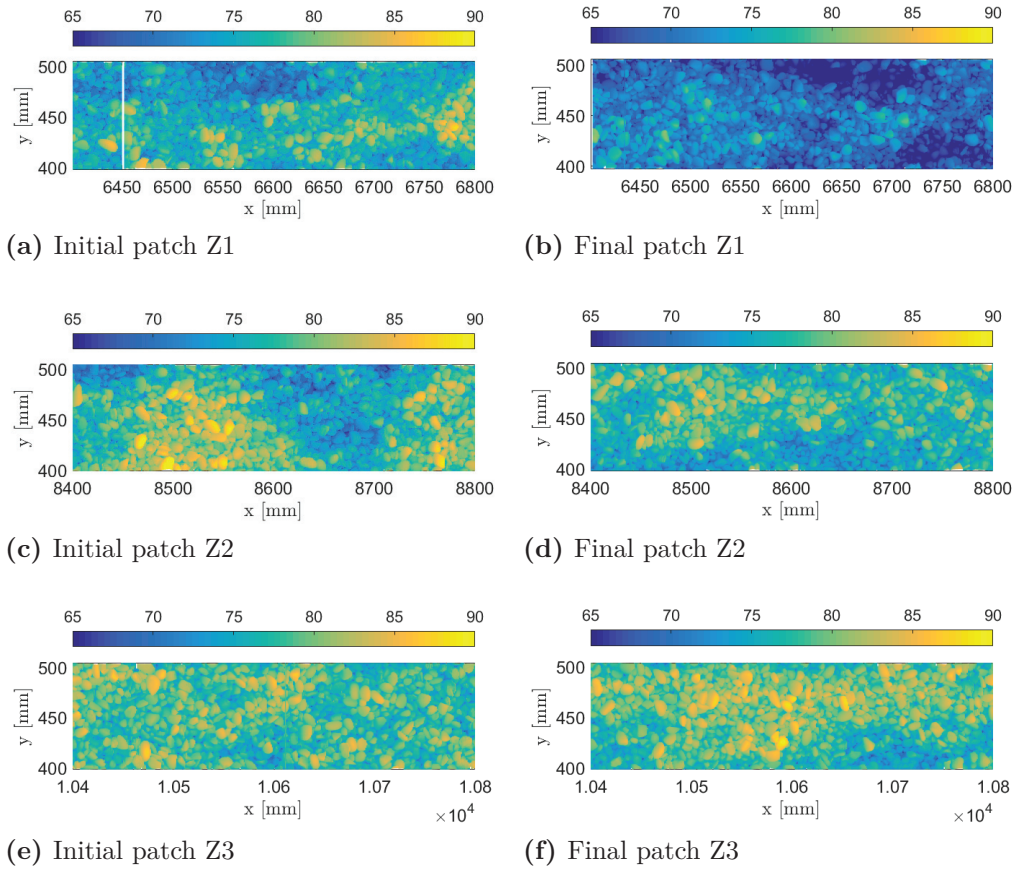 65 70 75 80 85 90 65 70 75 80 85 90
500 500
450 450
400 400
y [mm] y [mm]
6450 6500 6550 6600 6650 6700 6750 6800 6450 6500 6550 6600 6650 6700 6750 6800
x [mm] x [mm]
(a) Initial patch Z1 (b) Final patch Z1
65 70 75 80 85 90 65 70 75 80 85 90
500 500
450 450
400 400
y [mm] y [mm]
8400 8500 8600 8700 8800 8400 8500 8600 8700 8800
x [mm] x [mm]
(c) Initial patch Z2 (d) Final patch Z2
65 70 75 80 85 90 65 70 75 80 85 90
500 500
450 450
400 400
y [mm] y [mm]
1.04 1.05 1.06 1.07 1.08 1.04 1.05 1.06 1.07 1.08
x [mm] ×10⁴ x [mm] ×10⁴
(e) Initial patch Z3 (f) Final patch Z3